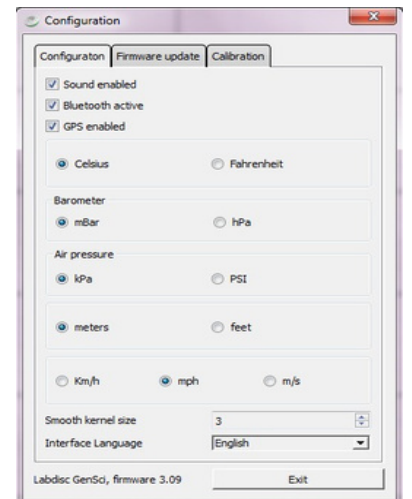 Configuration
Configuraton Firmware update Calibration
Sound enabled
Bluetooth active
GPS enabled
Celsius Fahrenheit
Barometer
mBar hPa
Air pressure
kPa PSI
meters feet
Km/h mph m/s
Smooth kernel size 3
Interface Language English
Labdisc GenSci, firmware 3.09 Exit